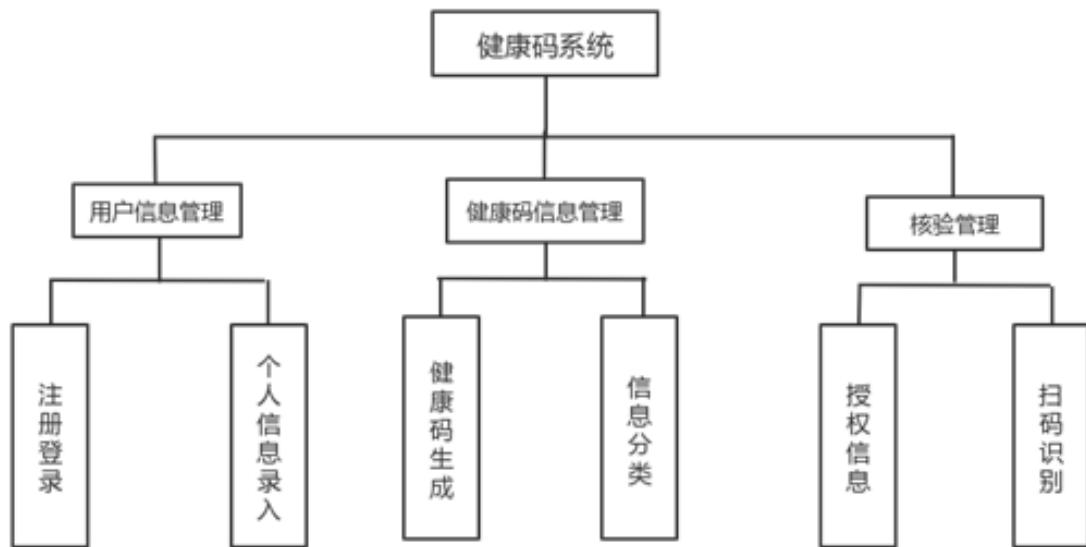 健康码系统
用户信息管理
健康码信息管理
核验管理
注册登录
个人信息录入
健康码生成
信息分类
授权信息
扫码识别